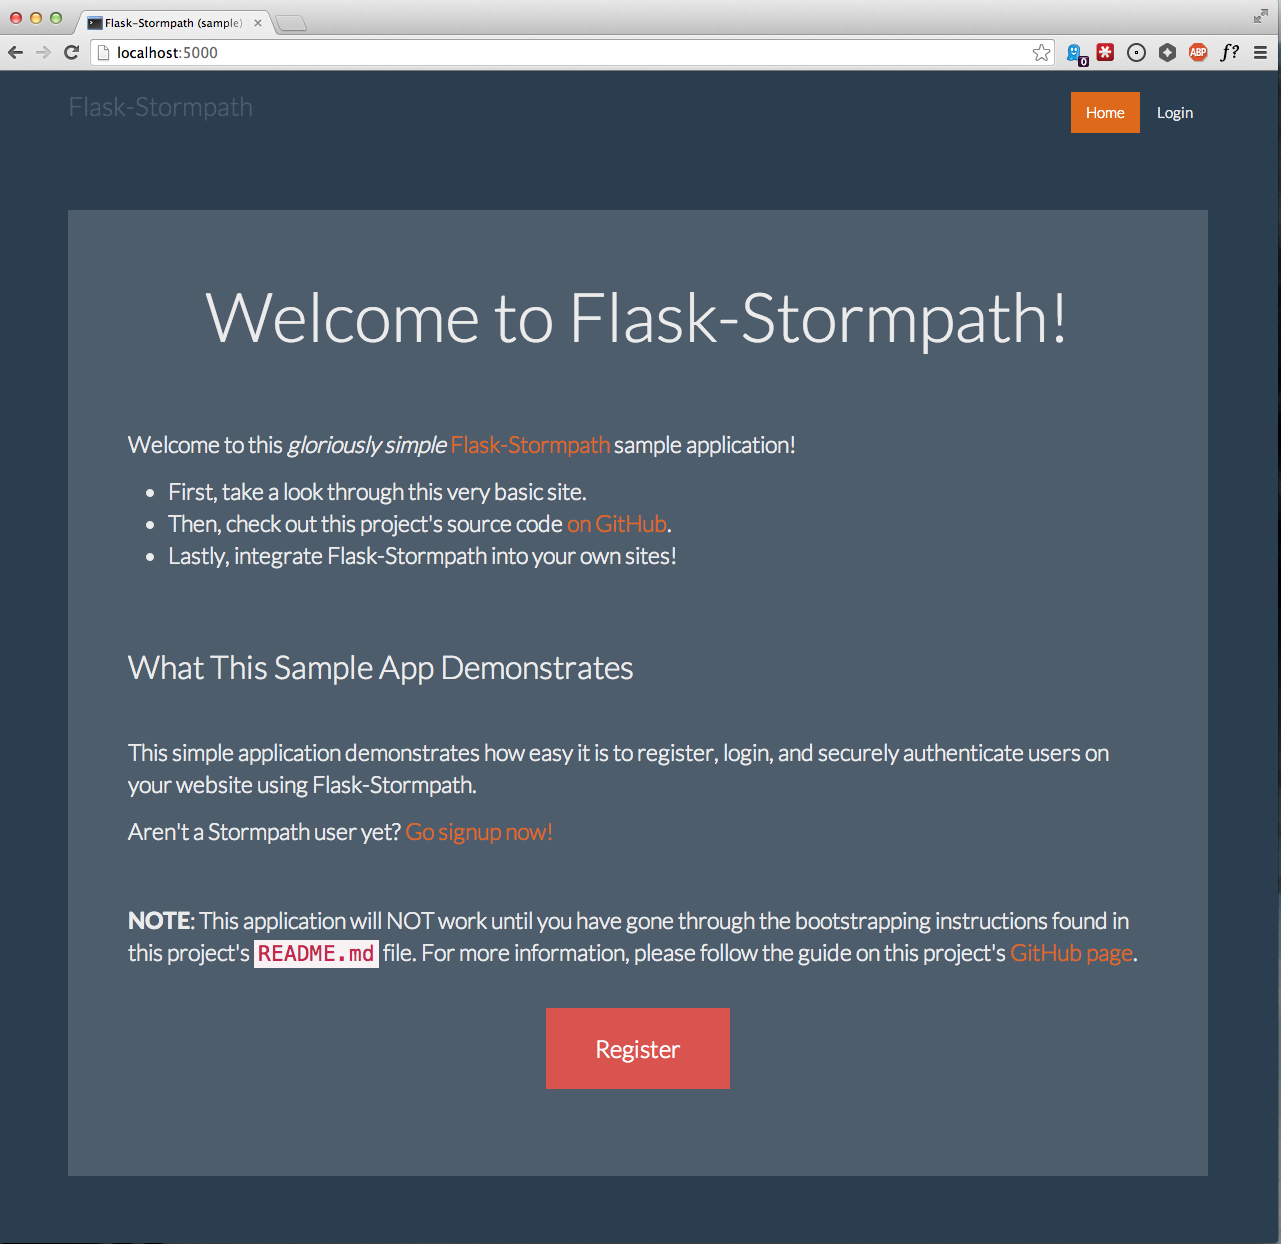 Flask-Stormpath (sample)
localhost:5000
0
ABP
f?
Flask-Stormpath
Home
Login
Welcome to Flask-Stormpath!
Welcome to this gloriously simple Flask-Stormpath sample application!
• First, take a look through this very basic site.
• Then, check out this project's source code on GitHub.
• Lastly, integrate Flask-Stormpath into your own sites!
What This Sample App Demonstrates
This simple application demonstrates how easy it is to register, login, and securely authenticate users on
your website using Flask-Stormpath.
Aren't a Stormpath user yet? Go signup now!
NOTE: This application will NOT work until you have gone through the bootstrapping instructions found in
this project's README.md file. For more information, please follow the guide on this project's GitHub page.
Register